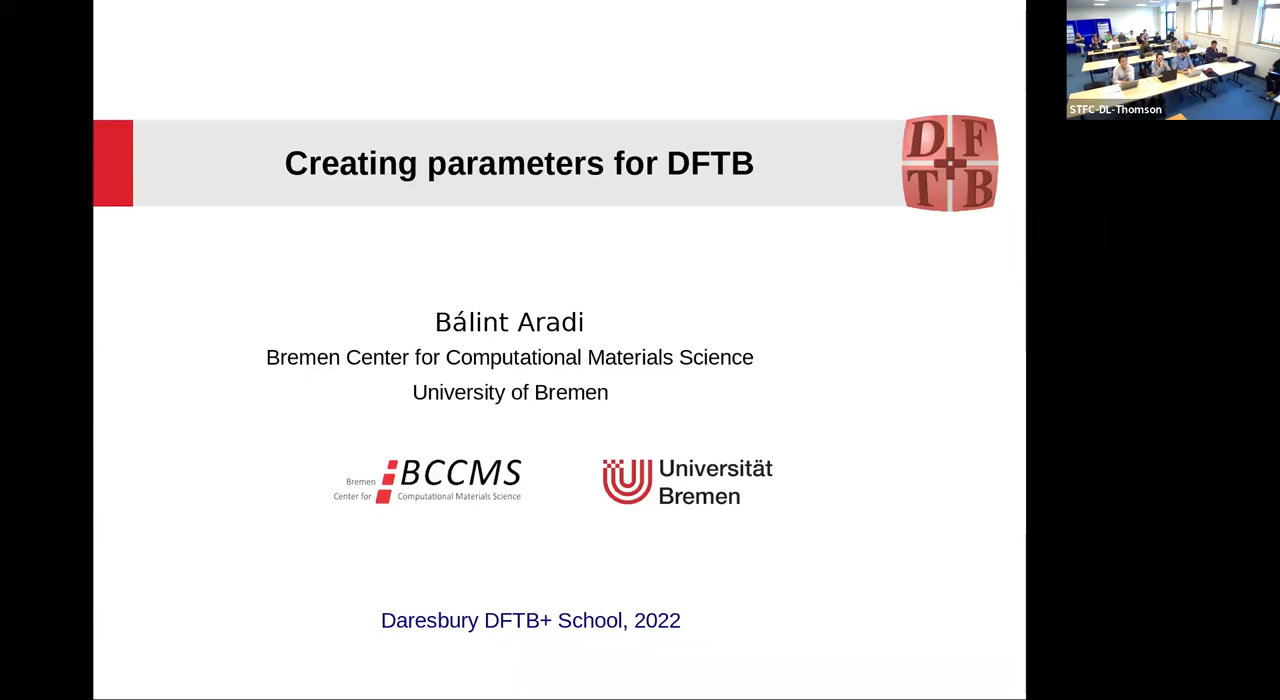 Creating parameters for DFTB
DFTB
Bálint Aradi
Bremen Center for Computational Materials Science
University of Bremen
Bremen
Center for
BCCMS
Computational Materials Science
Universität
Bremen
Daresbury DFTB+ School, 2022
STFC-DL-Thomson